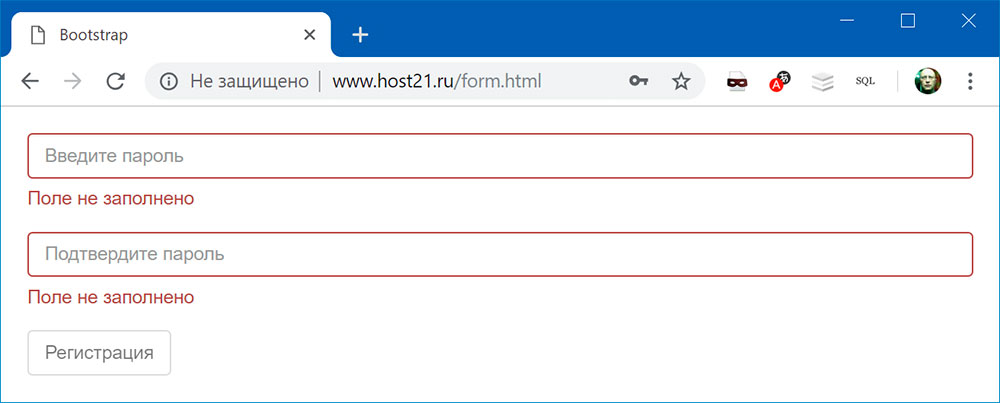 Bootstrap
Не защищено www.host21.ru/form.html
SQL
Введите пароль
Поле не заполнено
Подтвердите пароль
Поле не заполнено
Регистрация